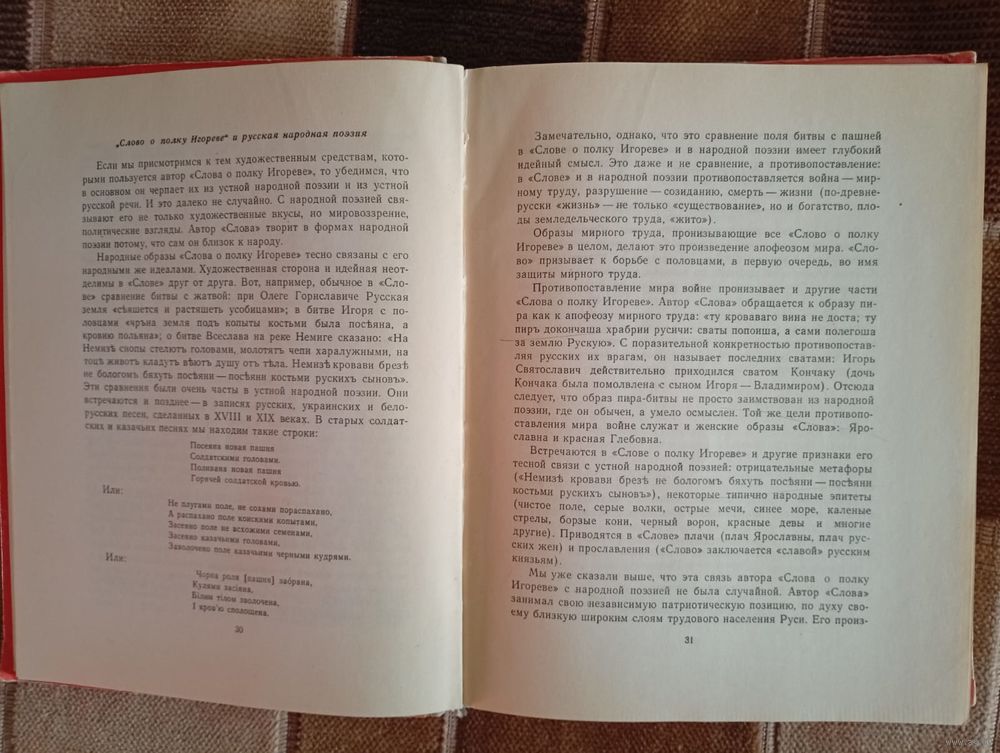 „Слово о полку Игореве“ и русская народная поэзия
Если мы присмотримся к тем художественным средствам, кото-
рыми пользуется автор «Слова о полку Игореве», то убедимся, что
в основном он черпает их из устной народной поэзии и из устной
русской речи. И это далеко не случайно. С народной поэзией свя-
зывают его не только художественные вкусы, но мировоззрение,
политические взгляды. Автор «Слова» творит в формах народной
поэзии потому, что сам он близок к народу.
Народные образы «Слова о полку Игореве» тесно связаны с его
народными же идеалами. Художественная сторона и идейная неот-
делимы в «Слове» друг от друга. Вот, например, обычное в «Сло-
ве» сравнение битвы с жатвой: при Олеге Гориславиче Русская
земля «сѣяшется и растяшеть усобицами»; в битве Игоря с по-
ловцами «чръна земля подъ копыты костьми была посѣяна, а
кровию польяна»; о битве Всеслава на реке Немиге сказано: «На
Немизѣ снопы стелютъ головами, молотятъ чепи харалужными, на
тоцѣ животъ кладутъ вѣютъ душу отъ тѣла. Немизѣ кровави брезѣ
не бологомъ бяхуть посѣяни — посѣяни костьми рускихъ сыновъ».
Эти сравнения были очень часты в устной народной поэзии. Они
встречаются и позднее — в записях русских, украинских и бело-
русских песен, сделанных в XVIII и XIX веках. В старых солдат-
ских и казачьих песнях мы находим такие строки:
Посеяна новая пашня
Солдатскими головами.
Поливана новая пашня
Горячей солдатской кровью.
Или:
Не плугами поле, не сохами пораспахано,
А распахано поле конскими копытами,
Засеяно поле не всхожими семенами,
Засеяно казачьими головами,
Заволочено поле казачьими черными кудрями.
Или:
Чорна роля [пашня] заорана,
Кулями засіяна,
Білим тілом зволочена,
І кров'ю сполощена.
30
Замечательно, однако, что это сравнение поля битвы с пашней
в «Слове о полку Игореве» и в народной поэзии имеет глубокий
идейный смысл. Это даже и не сравнение, а противопоставление:
в «Слове» и в народной поэзии противопоставляется война — мир-
ному труду, разрушение — созиданию, смерть — жизни (по-древне-
русски «жизнь» — не только «существование», но и богатство, пло-
ды земледельческого труда, «жито»).
Образы мирного труда, пронизывающие все «Слово о полку
Игореве» в целом, делают это произведение апофеозом мира. «Сло-
во» призывает к борьбе с половцами, в первую очередь, во имя
защиты мирного труда.
Противопоставление мира войне пронизывает и другие части
«Слова о полку Игореве». Автор «Слова» обращается к образу пи-
ра как к апофеозу мирного труда: «ту кроваваго вина не доста; ту
пиръ докончаша храбрии русичи: сваты попоиша, а сами полегоша
за землю Рускую». С поразительной конкретностью противопостав-
ляя русских их врагам, он называет последних сватами: Игорь
Святославич действительно приходился сватом Кончаку (дочь
Кончака была помолвлена с сыном Игоря — Владимиром). Отсюда
следует, что образ пира-битвы не просто заимствован из народной
поэзии, где он обычен, а умело осмыслен. Той же цели противопо-
ставления мира войне служат и женские образы «Слова»: Яро-
славна и красная Глебовна.
Встречаются в «Слове о полку Игореве» и другие признаки его
тесной связи с устной народной поэзией: отрицательные метафоры
(«Немизѣ кровави брезѣ не бологомъ бяхуть посѣяни — посѣяни
костьми рускихъ сыновъ»), некоторые типично народные эпитеты
(чистое поле, серые волки, острые мечи, синее море, каленые
стрелы, борзые кони, черный ворон, красные девы и многие
другие). Приводятся в «Слове» плачи (плач Ярославны, плач рус-
ских жен) и прославления («Слово» заключается «славой» русским
князьям).
Мы уже сказали выше, что эта связь автора «Слова о полку
Игореве» с народной поэзией не была случайной. Автор «Слова»
занимал свою независимую патриотическую позицию, по духу сво-
ему близкую широким слоям трудового населения Руси. Его произ-
31